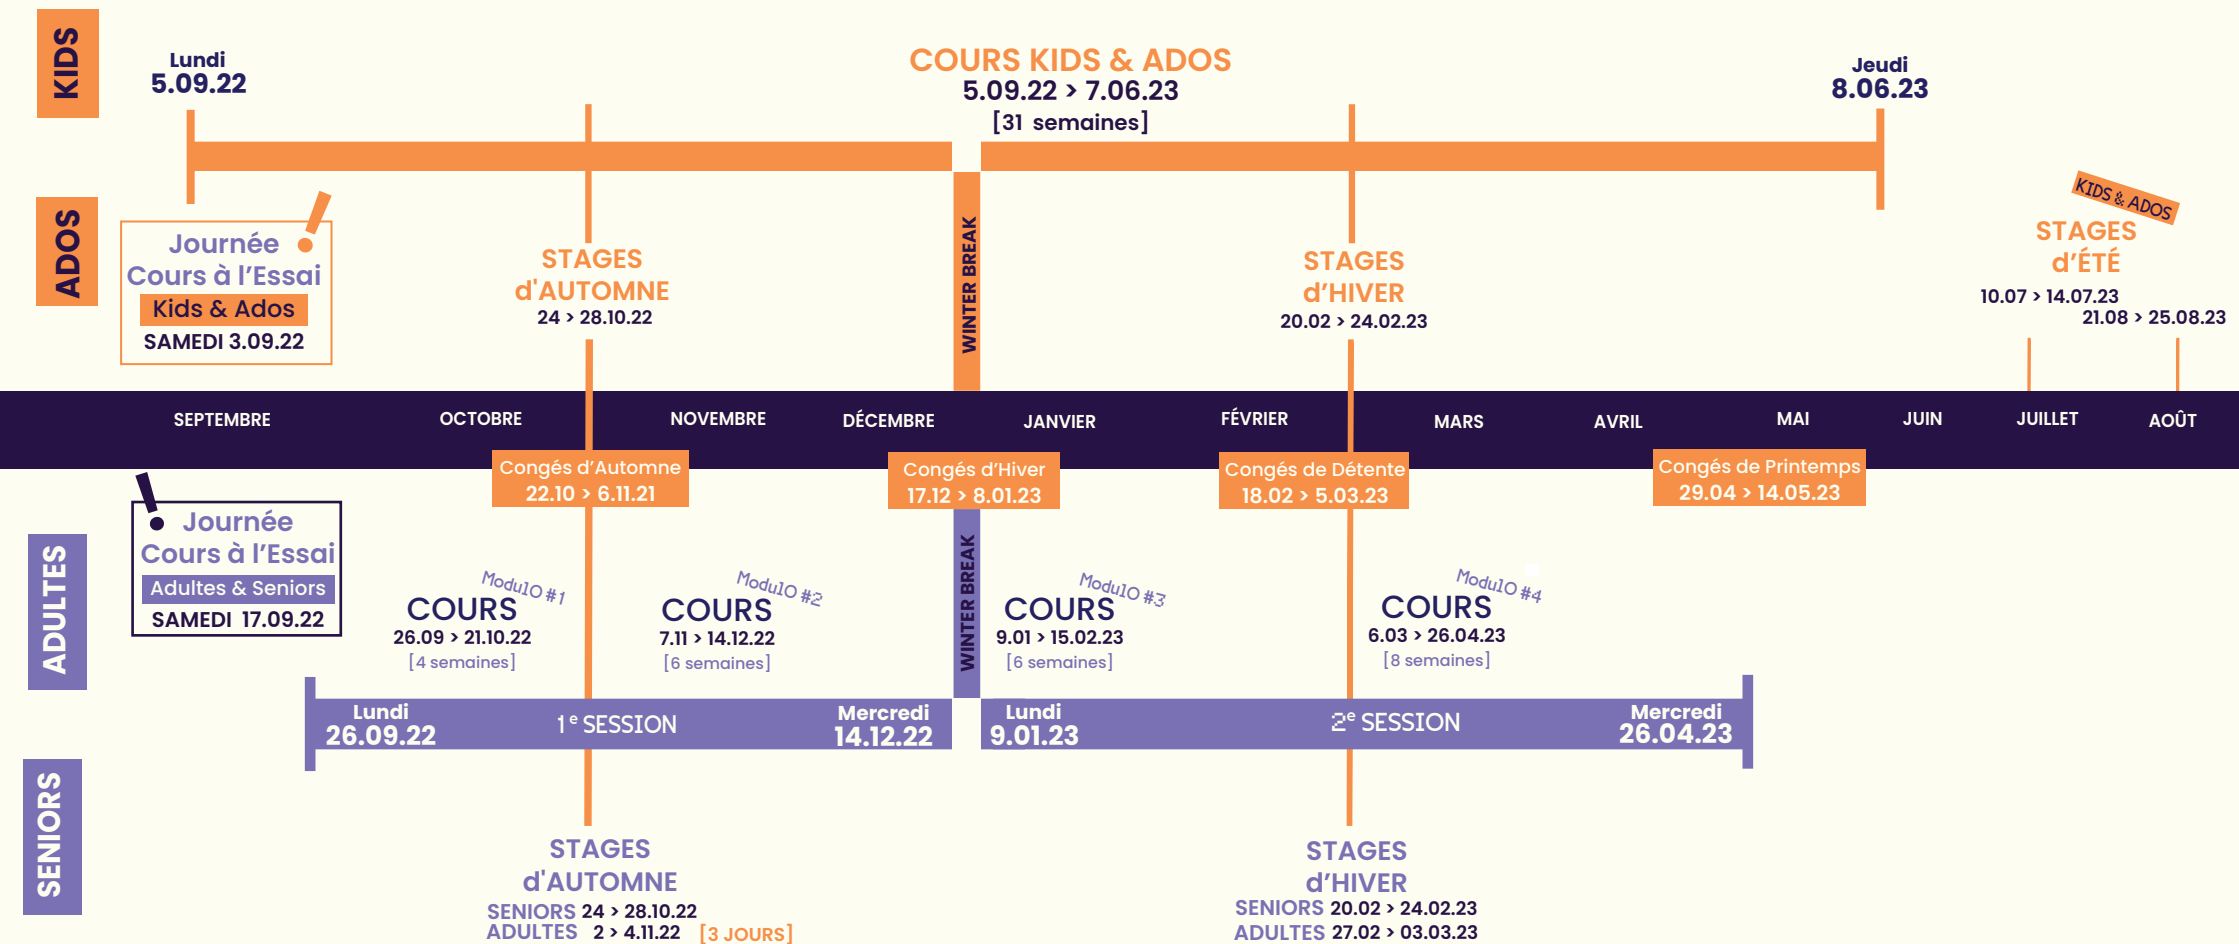 KIDS
Lundi
5.09.22
COURS KIDS & ADOS
5.09.22 > 7.06.23
[31 semaines]
Jeudi
8.06.23
ADOS
Journée
Cours à l'Essai
Kids & Ados
SAMEDI 3.09.22
STAGES
d'AUTOMNE
24 > 28.10.22
WINTER BREAK
STAGES
d'HIVER
20.02 > 24.02.23
KIDS & ADOS
STAGES
d'ÉTÉ
10.07 > 14.07.23
21.08 > 25.08.23
SEPTEMBRE OCTOBRE NOVEMBRE DÉCEMBRE JANVIER FÉVRIER MARS AVRIL MAI JUIN JUILLET AOÛT
Congés d'Automne
22.10 > 6.11.21
Congés d'Hiver
17.12 > 8.01.23
Congés de Détente
18.02 > 5.03.23
Congés de Printemps
29.04 > 14.05.23
ADULTES
Journée
Cours à l'Essai
Adultes & Seniors
SAMEDI 17.09.22
Modul0 #1
COURS
26.09 > 21.10.22
[4 semaines]
Modul0 #2
COURS
7.11 > 14.12.22
[6 semaines]
WINTER BREAK
Modul0 #3
COURS
9.01 > 15.02.23
[6 semaines]
Modul0 #4
COURS
6.03 > 26.04.23
[8 semaines]
Lundi
26.09.22
1e SESSION
Mercredi
14.12.22
Lundi
9.01.23
2e SESSION
Mercredi
26.04.23
SENIORS
STAGES
d'AUTOMNE
SENIORS 24 > 28.10.22
ADULTES 2 > 4.11.22 [3 JOURS]
STAGES
d'HIVER
SENIORS 20.02 > 24.02.23
ADULTES 27.02 > 03.03.23